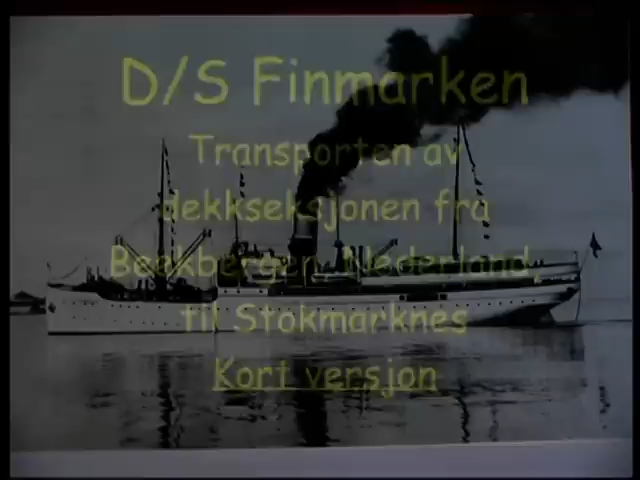 D/S Finmarken
Transporten av
dekkseksjonen fra
Beekbergen, Nederland,
til Stokmarknes
Kort versjon